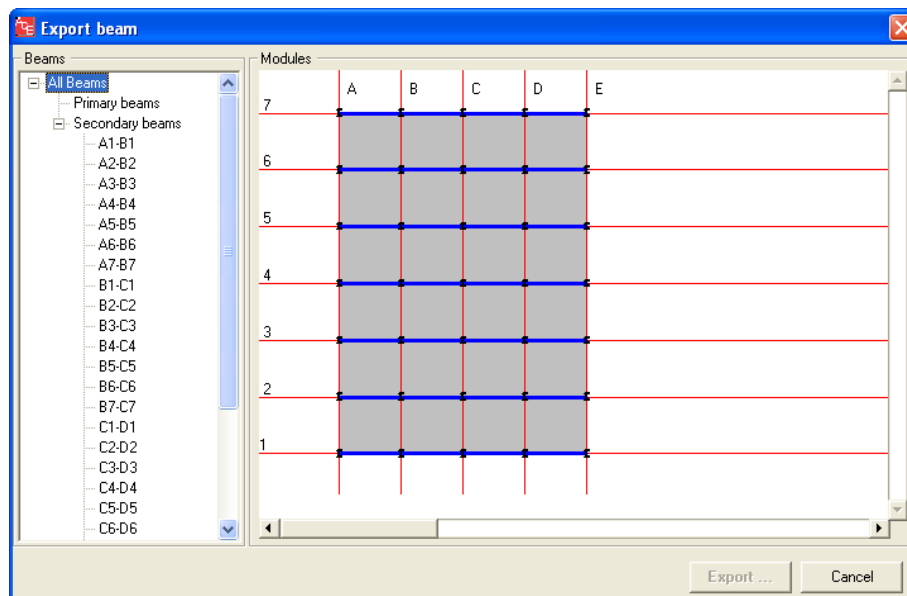 Export beam
Beams
All Beams
Primary beams
Secondary beams
A1-B1
A2-B2
A3-B3
A4-B4
A5-B5
A6-B6
A7-B7
B1-C1
B2-C2
B3-C3
B4-C4
B5-C5
B6-C6
B7-C7
C1-D1
C2-D2
C3-D3
C4-D4
C5-D5
C6-D6
Modules
A B C D E
7
6
5
4
3
2
1
Export ... Cancel